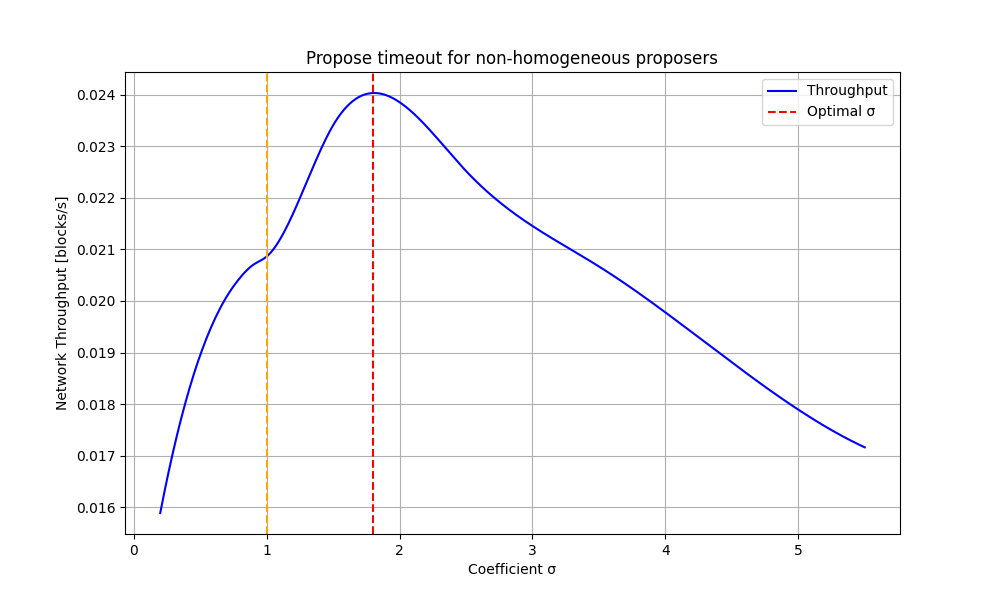 Propose timeout for non-homogeneous proposers
Throughput
Optimal σ
Network Throughput [blocks/s]
0.024
0.023
0.022
0.021
0.020
0.019
0.018
0.017
0.016
0 1 2 3 4 5
Coefficient σ